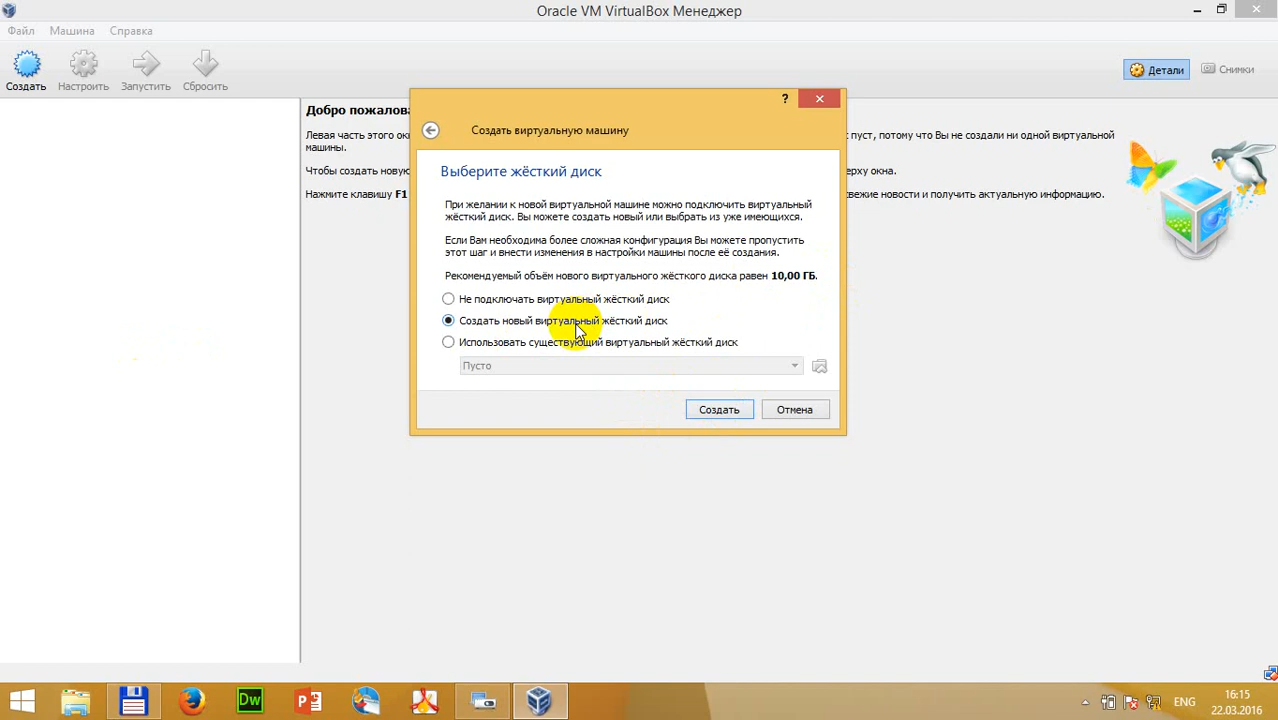 Oracle VM VirtualBox Менеджер
Файл Машина Справка
Создать Настроить Запустить Сбросить
Детали Снимки
Добро пожалова
Левая часть этого ок пуст, потому что Вы не создали ни одной виртуальной
машины.
Чтобы создать новую верху окна.
Нажмите клавишу F1 свежие новости и получить актуальную информацию.
?
Создать виртуальную машину
Выберите жёсткий диск
При желании к новой виртуальной машине можно подключить виртуальный
жёсткий диск. Вы можете создать новый или выбрать из уже имеющихся.
Если Вам необходима более сложная конфигурация Вы можете пропустить
этот шаг и внести изменения в настройки машины после её создания.
Рекомендуемый объём нового виртуального жёсткого диска равен 10,00 ГБ.
Не подключать виртуальный жёсткий диск
Создать новый виртуальный жёсткий диск
Использовать существующий виртуальный жёсткий диск
Пусто
Создать Отмена
Dw
ENG
16:15
22.03.2016